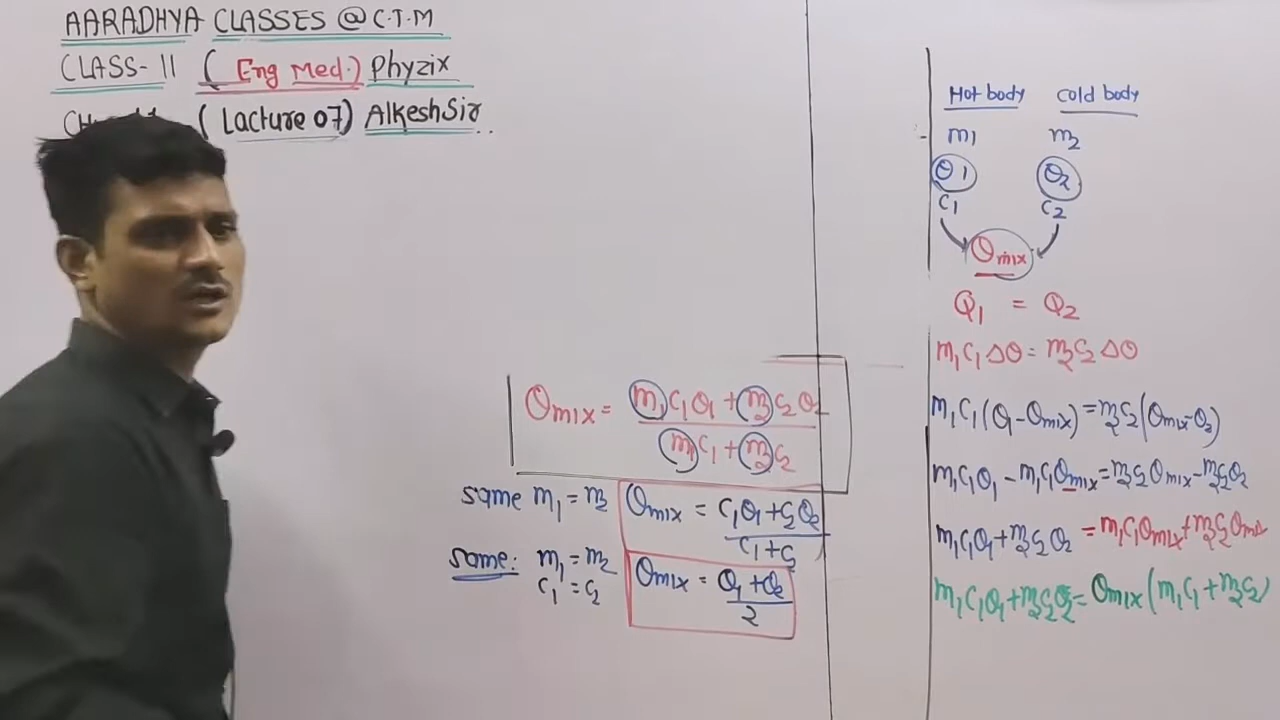 AARADHYA CLASSES @ C.T.M
CLASS-11 (Eng Med.) Phyzix
(Lacture 07) AlkeshSir
θmix = m₁C₁θ₁ + m₂C₂θ₂ / m₁C₁ + m₂C₂
same m₁ = m₂ θmix = C₁θ₁ + C₂θ₂ / C₁ + C₂
same: m₁ = m₂
C₁ = C₂
θmix = θ₁ + θ₂ / 2
Hot body Cold body
m₁ m₂
θ₁ θ₂
C₁ C₂
θmix
Q₁ = Q₂
m₁C₁Δθ = m₂C₂Δθ
m₁C₁(θ₁ - θmix) = m₂C₂(θmix - θ₂)
m₁C₁θ₁ - m₁C₁θmix = m₂C₂θmix - m₂C₂θ₂
m₁C₁θ₁ + m₂C₂θ₂ = m₁C₁θmix + m₂C₂θmix
m₁C₁θ₁ + m₂C₂θ₂ = θmix(m₁C₁ + m₂C₂)